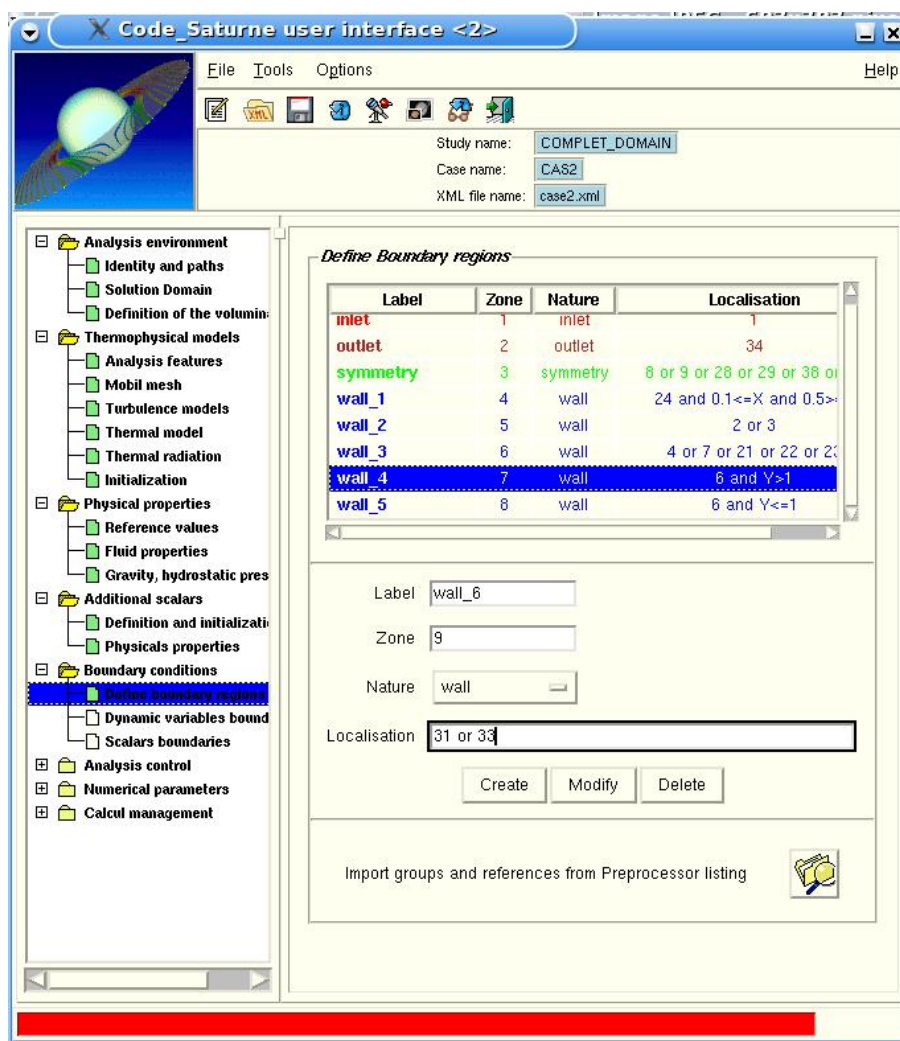 Code_Saturne user interface <2>
File Tools Options Help
Study name: COMPLET_DOMAIN
Case name: CAS2
XML file name: case2.xml
Analysis environment
Identity and paths
Solution Domain
Definition of the volumin
Thermophysical models
Analysis features
Mobil mesh
Turbulence models
Thermal model
Thermal radiation
Initialization
Physical properties
Reference values
Fluid properties
Gravity, hydrostatic pres
Additional scalars
Definition and initializati
Physicals properties
Boundary conditions
Define boundary regions
Dynamic variables bound
Scalars boundaries
Analysis control
Numerical parameters
Calcul management
Define Boundary regions
Label Zone Nature Localisation
inlet 1 inlet 1
outlet 2 outlet 34
symmetry 3 symmetry 8 or 9 or 28 or 29 or 38 or
wall_1 4 wall 24 and 0.1<=X and 0.5>=
wall_2 5 wall 2 or 3
wall_3 6 wall 4 or 7 or 21 or 22 or 23
wall_4 7 wall 6 and Y>1
wall_5 8 wall 6 and Y<=1
Label wall_6
Zone 9
Nature wall
Localisation 31 or 33
Create Modify Delete
Import groups and references from Preprocessor listing